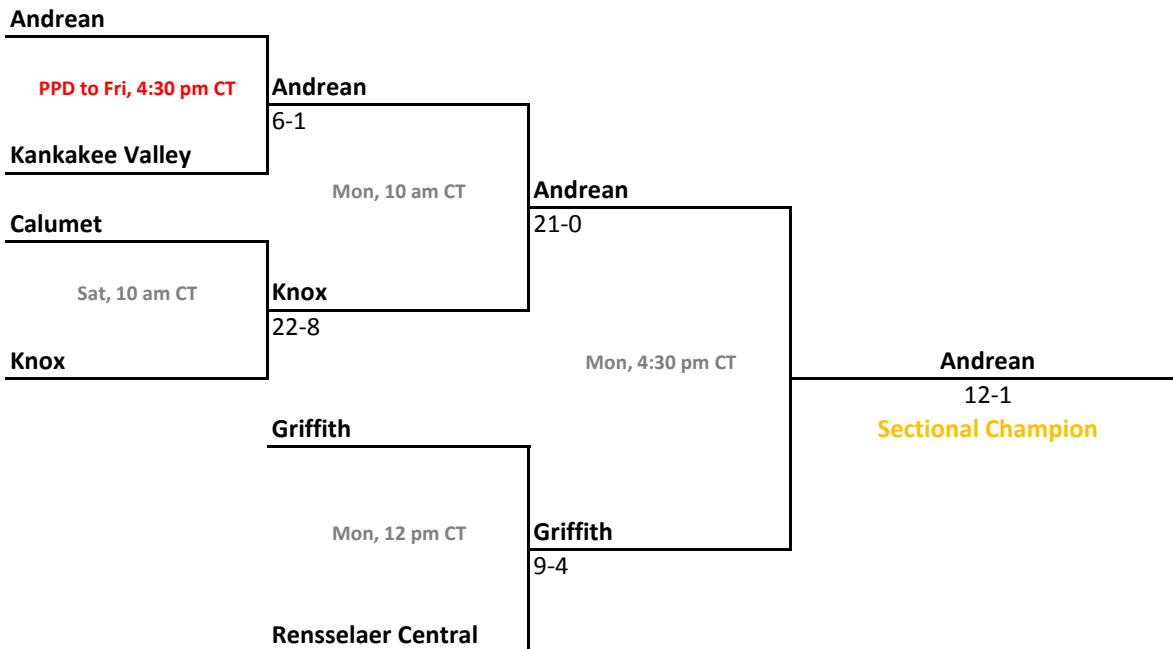 Andrean
PPD to Fri, 4:30 pm CT
Andrean
6-1
Kankakee Valley
Mon, 10 am CT
Andrean
21-0
Calumet
Sat, 10 am CT
Knox
22-8
Knox
Mon, 4:30 pm CT
Andrean
12-1
Sectional Champion
Griffith
Mon, 12 pm CT
Griffith
9-4
Rensselaer Central